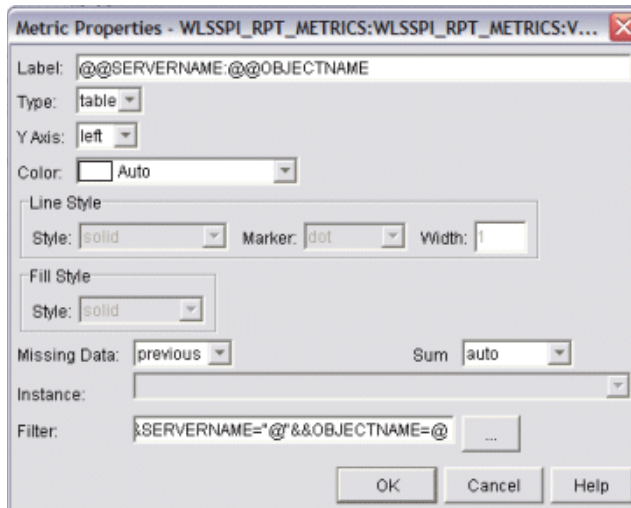 Metric Properties - WLSSPI_RPT_METRICS:WLSSPI_RPT_METRICS:V...
Label: @@SERVERNAME:@@OBJECTNAME
Type: table
Y Axis: left
Color: Auto
Line Style
Style: solid Marker: dot Width: 1
Fill Style
Style: solid
Missing Data: previous Sum auto
Instance:
Filter: &SERVERNAME="@"&&OBJECTNAME=@ ...
OK Cancel Help